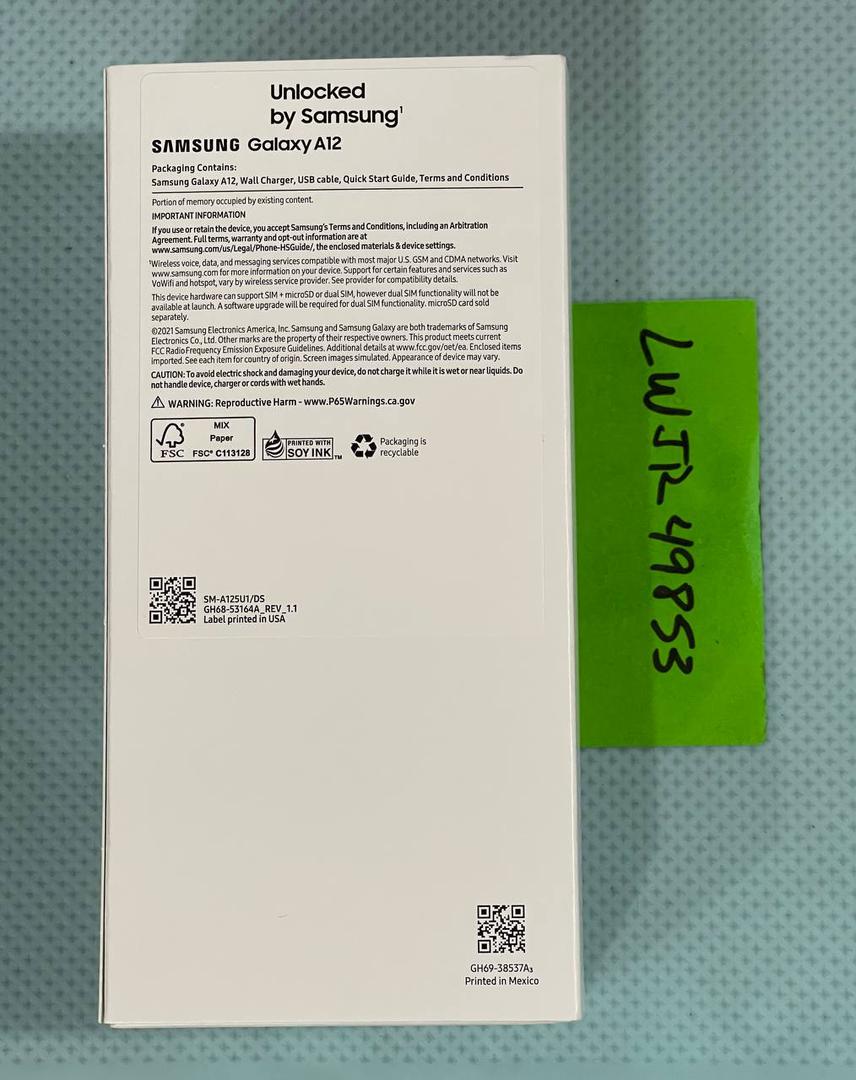 Unlocked
by Samsung¹
SAMSUNG Galaxy A12
Packaging Contains:
Samsung Galaxy A12, Wall Charger, USB cable, Quick Start Guide, Terms and Conditions
Portion of memory occupied by existing content.
IMPORTANT INFORMATION
If you use or retain the device, you accept Samsung's Terms and Conditions, including an Arbitration
Agreement. Full terms, warranty and opt-out information are at
www.samsung.com/us/Legal/Phone-HSGuide/, the enclosed materials & device settings.
¹Wireless voice, data, and messaging services compatible with most major U.S. GSM and CDMA networks. Visit
www.samsung.com for more information on your device. Support for certain features and services such as
VoWifi and hotspot, vary by wireless service provider. See provider for compatibility details.
This device hardware can support SIM + microSD or dual SIM, however dual SIM functionality will not be
available at launch. A software upgrade will be required for dual SIM functionality. microSD card sold
separately.
©2021 Samsung Electronics America, Inc. Samsung and Samsung Galaxy are both trademarks of Samsung
Electronics Co., Ltd. Other marks are the property of their respective owners. This product meets current
FCC Radio Frequency Emission Exposure Guidelines. Additional details at www.fcc.gov/oet/ea. Enclosed items
imported. See each item for country of origin. Screen images simulated. Appearance of device may vary.
CAUTION: To avoid electric shock and damaging your device, do not charge it while it is wet or near liquids. Do
not handle device, charger or cords with wet hands.
WARNING: Reproductive Harm - www.P65Warnings.ca.gov
FSC
MIX
Paper
FSC® C113128
PRINTED WITH
SOY INK™
Packaging is
recyclable
SM-A125U1/DS
GH68-53164A_REV_1.1
Label printed in USA
GH69-38537A₃
Printed in Mexico